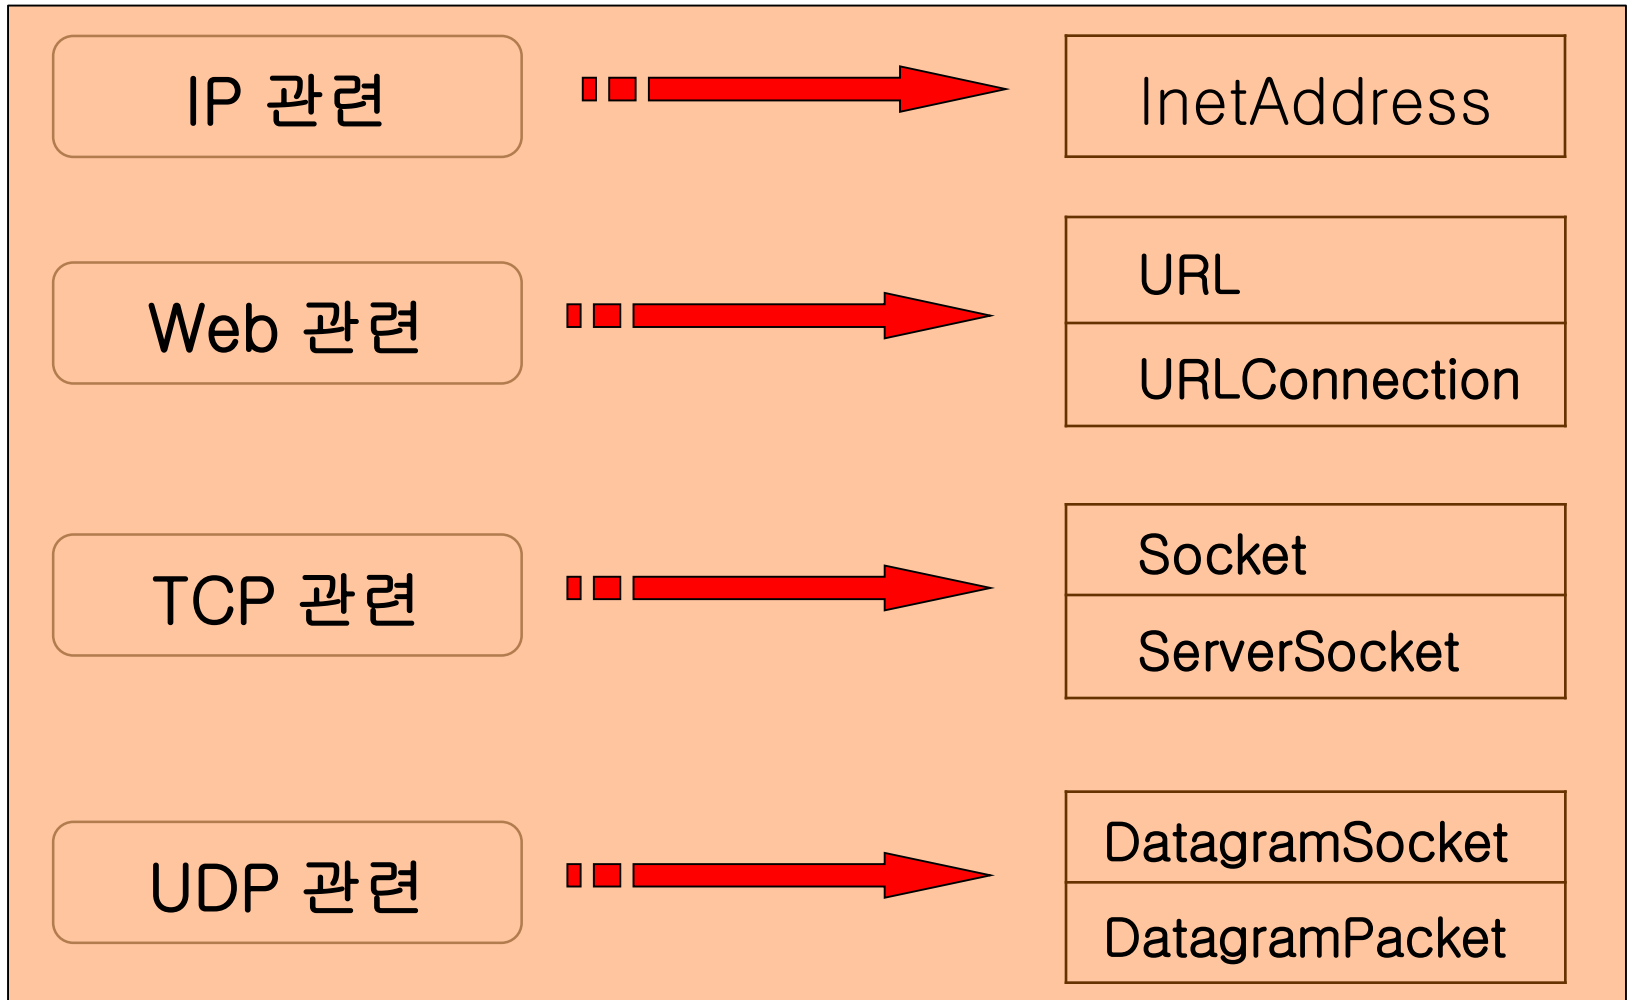 IP 관련
InetAddress
Web 관련
URL
URLConnection
TCP 관련
Socket
ServerSocket
UDP 관련
DatagramSocket
DatagramPacket